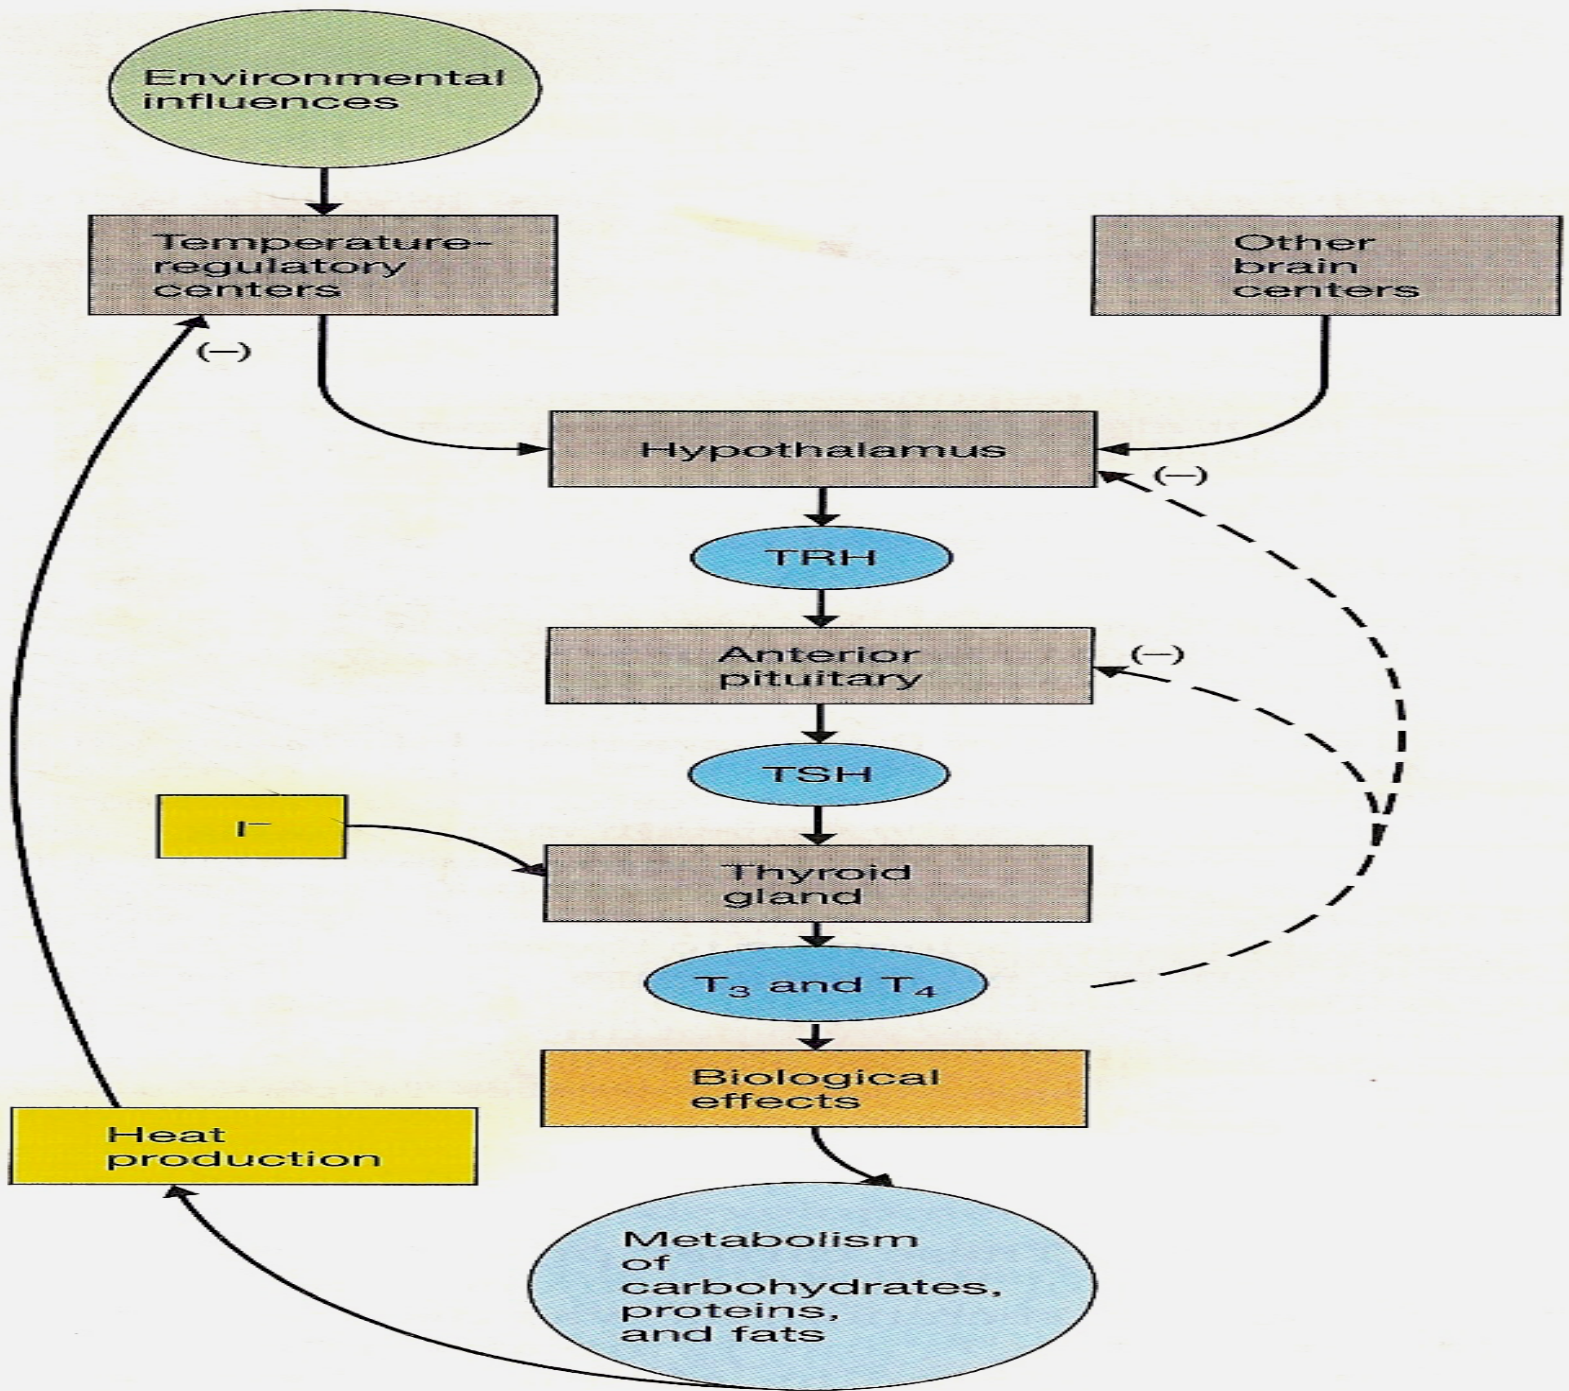 Environmental
influences
Temperature-
regulatory
centers
Other
brain
centers
(−)
Hypothalamus
(−)
TRH
Anterior
pituitary
(−)
TSH
I⁻
Thyroid
gland
T₃ and T₄
Biological
effects
Heat
production
Metabolism
of
carbohydrates,
proteins,
and fats